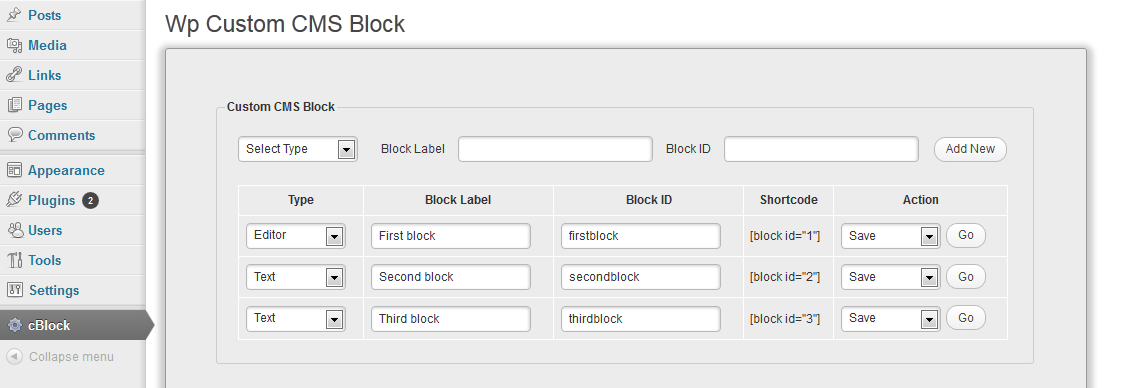 Posts
Media
Links
Pages
Comments
Appearance
Plugins 2
Users
Tools
Settings
cBlock
Collapse menu
Wp Custom CMS Block
Custom CMS Block
Select Type Block Label Block ID Add New
Type Block Label Block ID Shortcode Action
Editor First block firstblock [block id="1"] Save Go
Text Second block secondblock [block id="2"] Save Go
Text Third block thirdblock [block id="3"] Save Go